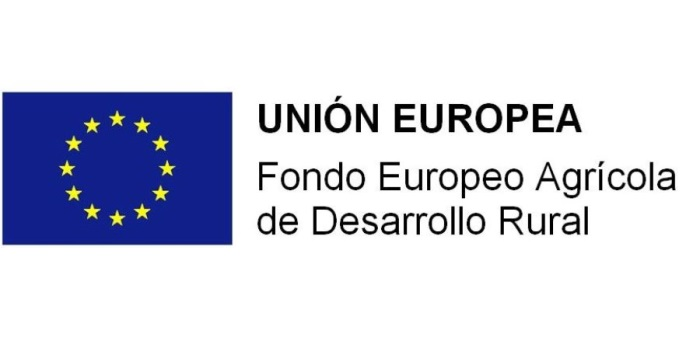 UNIÓN EUROPEA
Fondo Europeo Agrícola
de Desarrollo Rural